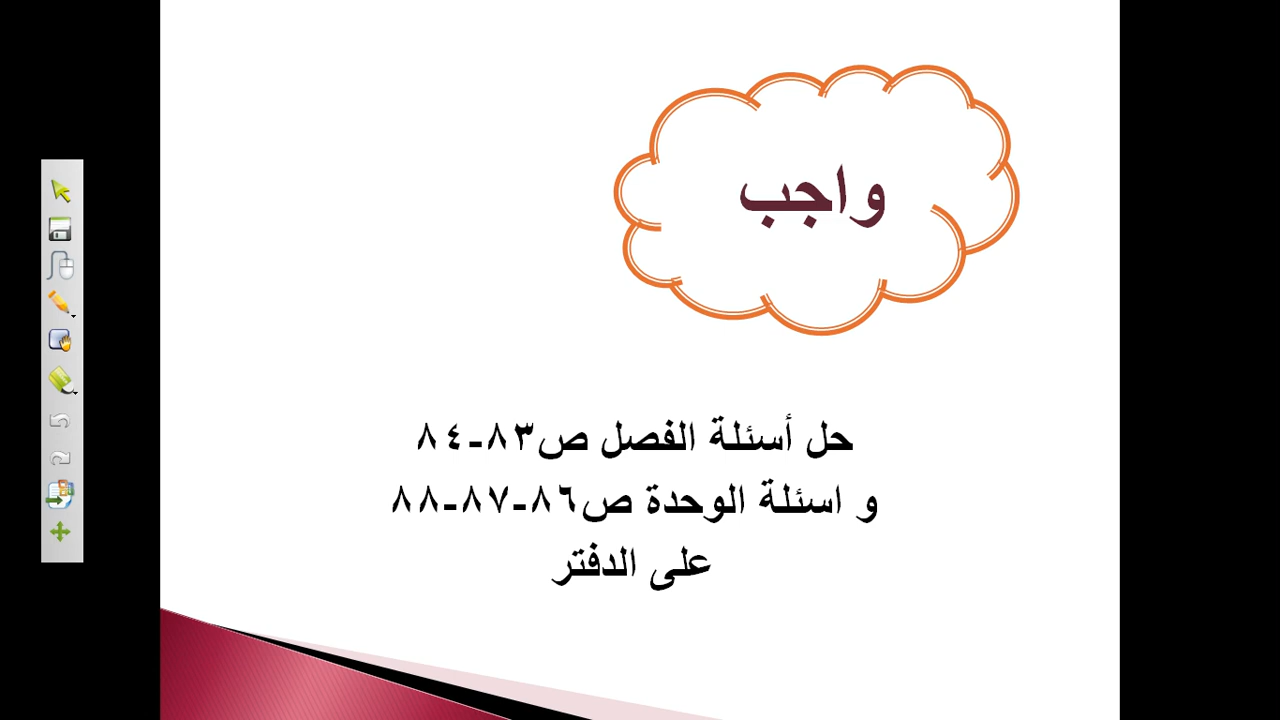 واجب
حل أسئلة الفصل ص٨٣-٨٤
و اسئلة الوحدة ص٨٦-٨٧-٨٨
على الدفتر